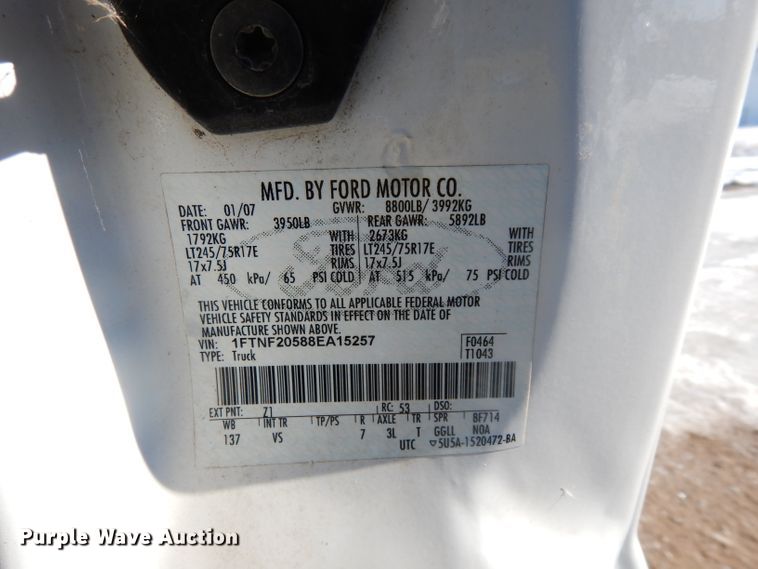 MFD. BY FORD MOTOR CO.
DATE: 01/07 GVWR: 8800LB/ 3992KG
FRONT GAWR: 3950LB REAR GAWR: 5892LB
1792KG WITH 2673KG WITH
LT245/75R17E TIRES LT245/75R17E TIRES
17x7.5J RIMS 17x7.5J RIMS
AT 450 kPa/ 65 PSI COLD AT 515 kPa/ 75 PSI COLD
THIS VEHICLE CONFORMS TO ALL APPLICABLE FEDERAL MOTOR
VEHICLE SAFETY STANDARDS IN EFFECT ON THE DATE OF
MANUFACTURE SHOWN ABOVE.
VIN: 1FTNF20588EA15257 F0464
TYPE: Truck T1043
EXT PNT: Z1 RC: 53 DSO:
WB INT TR TP/PS R AXLE TR SPR BF714
137 VS 7 3L T GGLL NOA
UTC 5U5A-1520472-BA
Ford
Purple Wave Auction